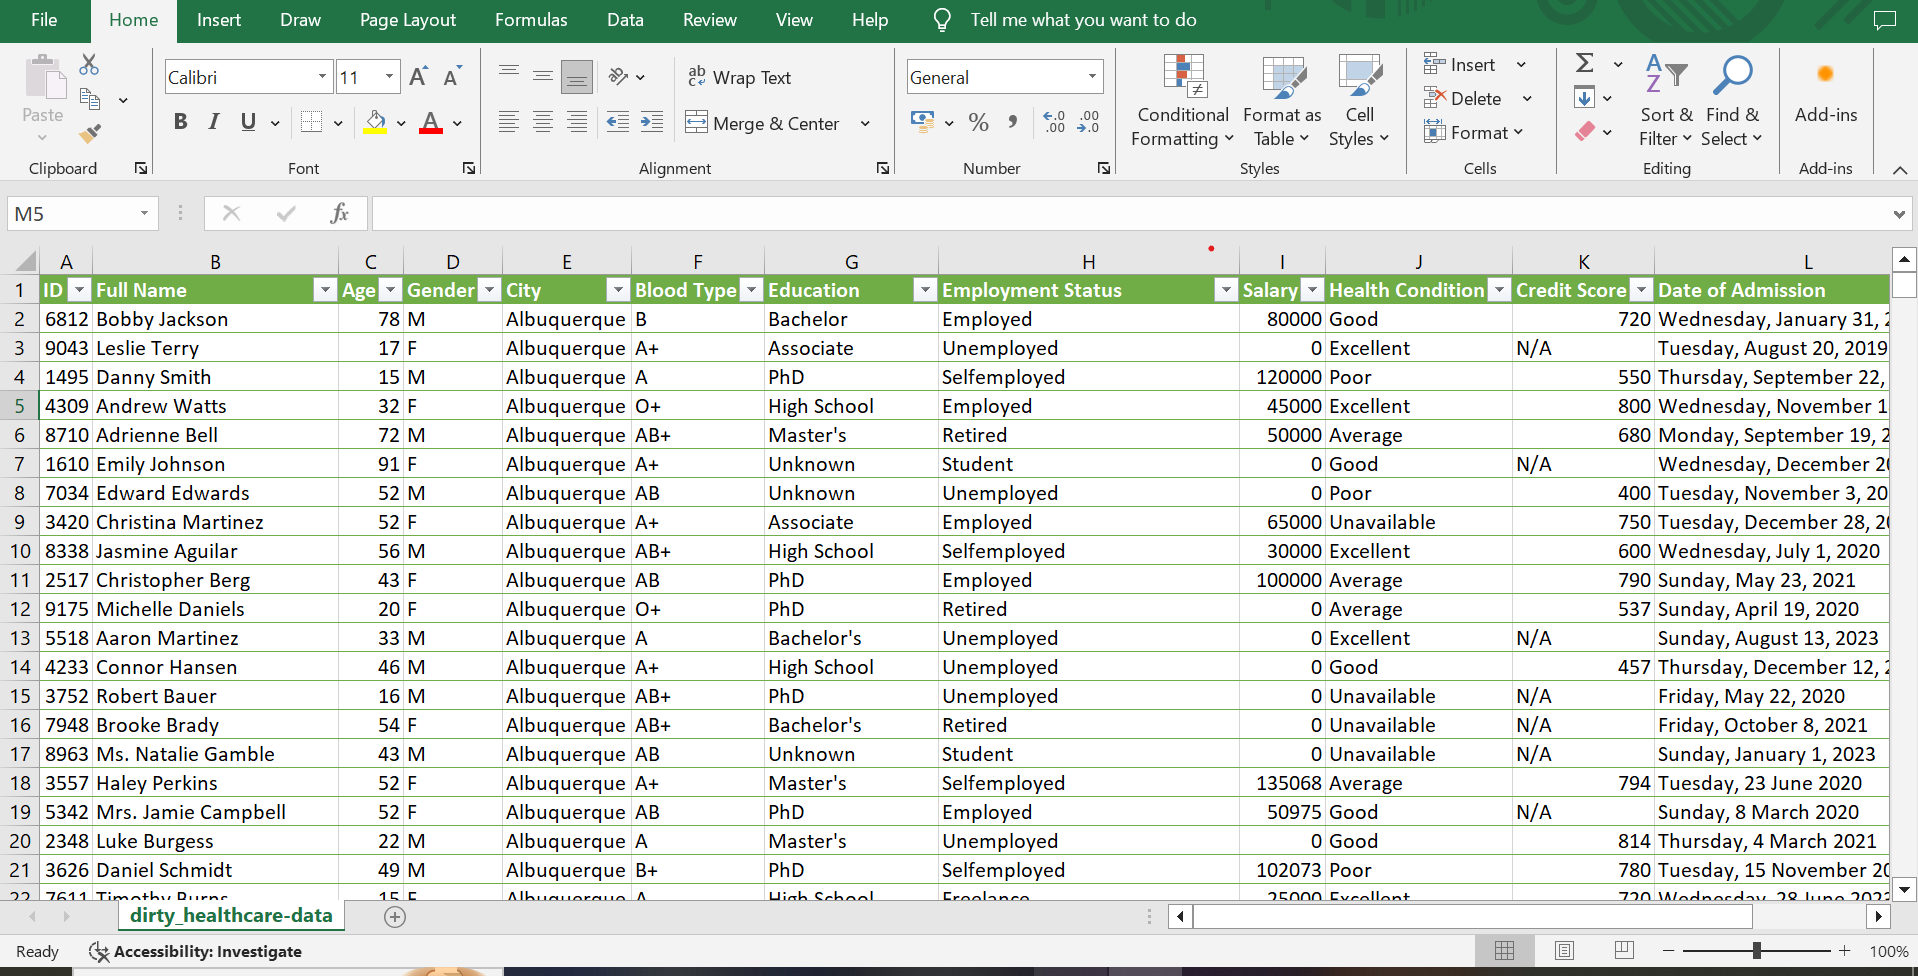 File Home Insert Draw Page Layout Formulas Data Review View Help Tell me what you want to do
Calibri 11 A A ab Wrap Text General Conditional Formatting Format as Table Cell Styles Insert Delete Format Sort & Filter Find & Select Add-ins
Paste B I U A Merge & Center %
Clipboard Font Alignment Number Styles Cells Editing Add-ins
M5 fx
A B C D E F G H I J K L
1 ID Full Name Age Gender City Blood Type Education Employment Status Salary Health Condition Credit Score Date of Admission
2 6812 Bobby Jackson 78 M Albuquerque B Bachelor Employed 80000 Good 720 Wednesday, January 31,
3 9043 Leslie Terry 17 F Albuquerque A+ Associate Unemployed 0 Excellent N/A Tuesday, August 20, 2019
4 1495 Danny Smith 15 M Albuquerque A PhD Selfemployed 120000 Poor 550 Thursday, September 22,
5 4309 Andrew Watts 32 F Albuquerque O+ High School Employed 45000 Excellent 800 Wednesday, November 1
6 8710 Adrienne Bell 72 M Albuquerque AB+ Master's Retired 50000 Average 680 Monday, September 19, 2
7 1610 Emily Johnson 91 F Albuquerque A+ Unknown Student 0 Good N/A Wednesday, December 20
8 7034 Edward Edwards 52 M Albuquerque AB Unknown Unemployed 0 Poor 400 Tuesday, November 3, 20
9 3420 Christina Martinez 52 F Albuquerque A+ Associate Employed 65000 Unavailable 750 Tuesday, December 28, 20
10 8338 Jasmine Aguilar 56 M Albuquerque AB+ High School Selfemployed 30000 Excellent 600 Wednesday, July 1, 2020
11 2517 Christopher Berg 43 F Albuquerque AB PhD Employed 100000 Average 790 Sunday, May 23, 2021
12 9175 Michelle Daniels 20 F Albuquerque O+ PhD Retired 0 Average 537 Sunday, April 19, 2020
13 5518 Aaron Martinez 33 M Albuquerque A Bachelor's Unemployed 0 Excellent N/A Sunday, August 13, 2023
14 4233 Connor Hansen 46 M Albuquerque A+ High School Unemployed 0 Good 457 Thursday, December 12, 2
15 3752 Robert Bauer 16 M Albuquerque AB+ PhD Unemployed 0 Unavailable N/A Friday, May 22, 2020
16 7948 Brooke Brady 54 F Albuquerque AB+ Bachelor's Retired 0 Unavailable N/A Friday, October 8, 2021
17 8963 Ms. Natalie Gamble 43 M Albuquerque AB Unknown Student 0 Unavailable N/A Sunday, January 1, 2023
18 3557 Haley Perkins 52 F Albuquerque A+ Master's Selfemployed 135068 Average 794 Tuesday, 23 June 2020
19 5342 Mrs. Jamie Campbell 52 F Albuquerque AB PhD Employed 50975 Good N/A Sunday, 8 March 2020
20 2348 Luke Burgess 22 M Albuquerque A Master's Unemployed 0 Good 814 Thursday, 4 March 2021
21 3626 Daniel Schmidt 49 M Albuquerque B+ PhD Selfemployed 102073 Poor 780 Tuesday, 15 November 20
22 7611 Timothy Burns 15 F Albuquerque A High School Freelance 25000 Excellent 720 Wednesday, 28 June
dirty_healthcare-data
Ready Accessibility: Investigate 100%